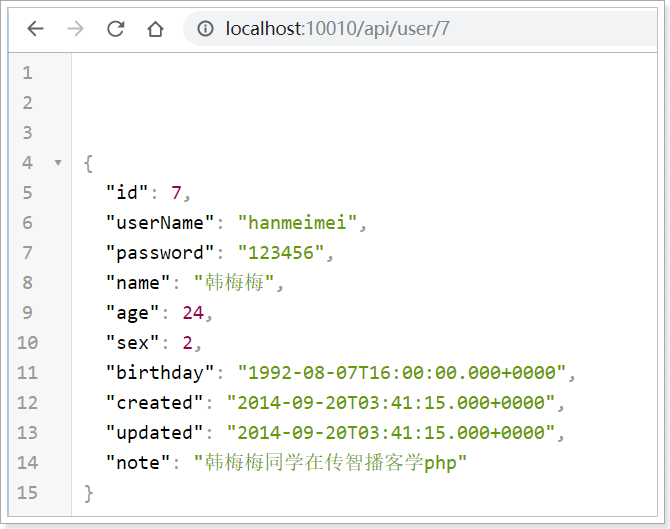 localhost:10010/api/user/7
1
2
3
4 {
5 "id": 7,
6 "userName": "hanmeimei",
7 "password": "123456",
8 "name": "韩梅梅",
9 "age": 24,
10 "sex": 2,
11 "birthday": "1992-08-07T16:00:00.000+0000",
12 "created": "2014-09-20T03:41:15.000+0000",
13 "updated": "2014-09-20T03:41:15.000+0000",
14 "note": "韩梅梅同学在传智播客学php"
15 }